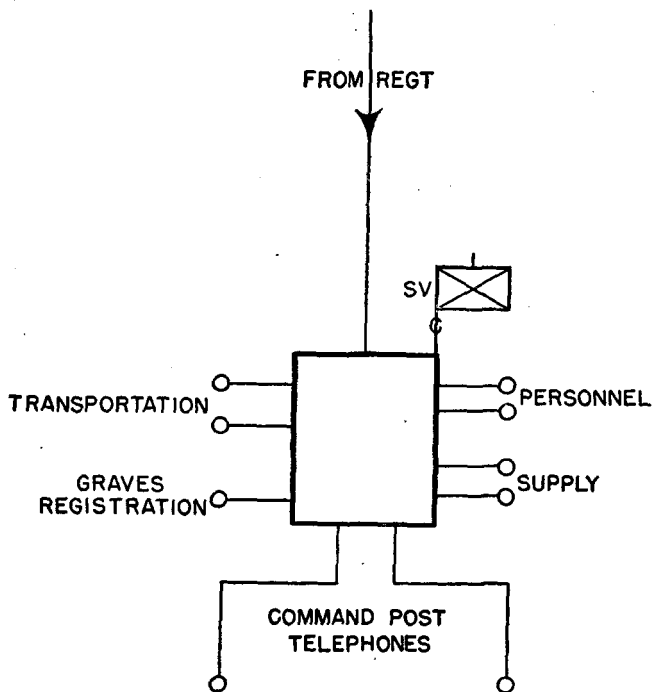 FROM REGT
SV
TRANSPORTATION
PERSONNEL
GRAVES
REGISTRATION
SUPPLY
COMMAND POST
TELEPHONES